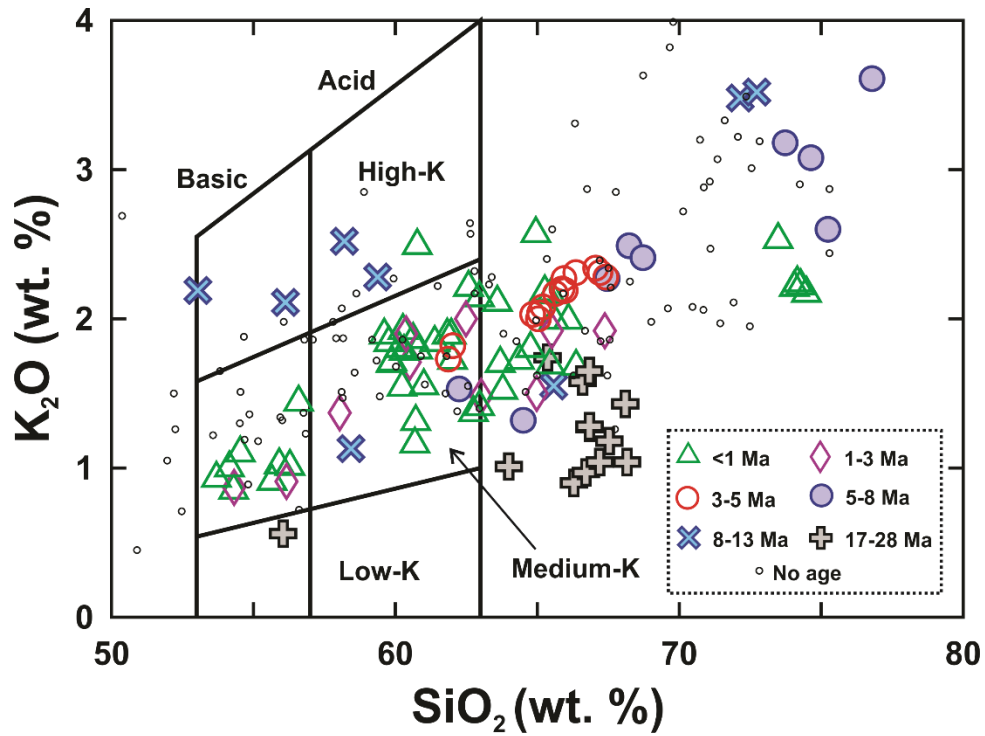 4
3
2
1
0
K₂O (wt. %)
Acid
Basic
High-K
Low-K
Medium-K
<1 Ma
1-3 Ma
3-5 Ma
5-8 Ma
8-13 Ma
17-28 Ma
No age
50
60
70
80
SiO₂ (wt. %)